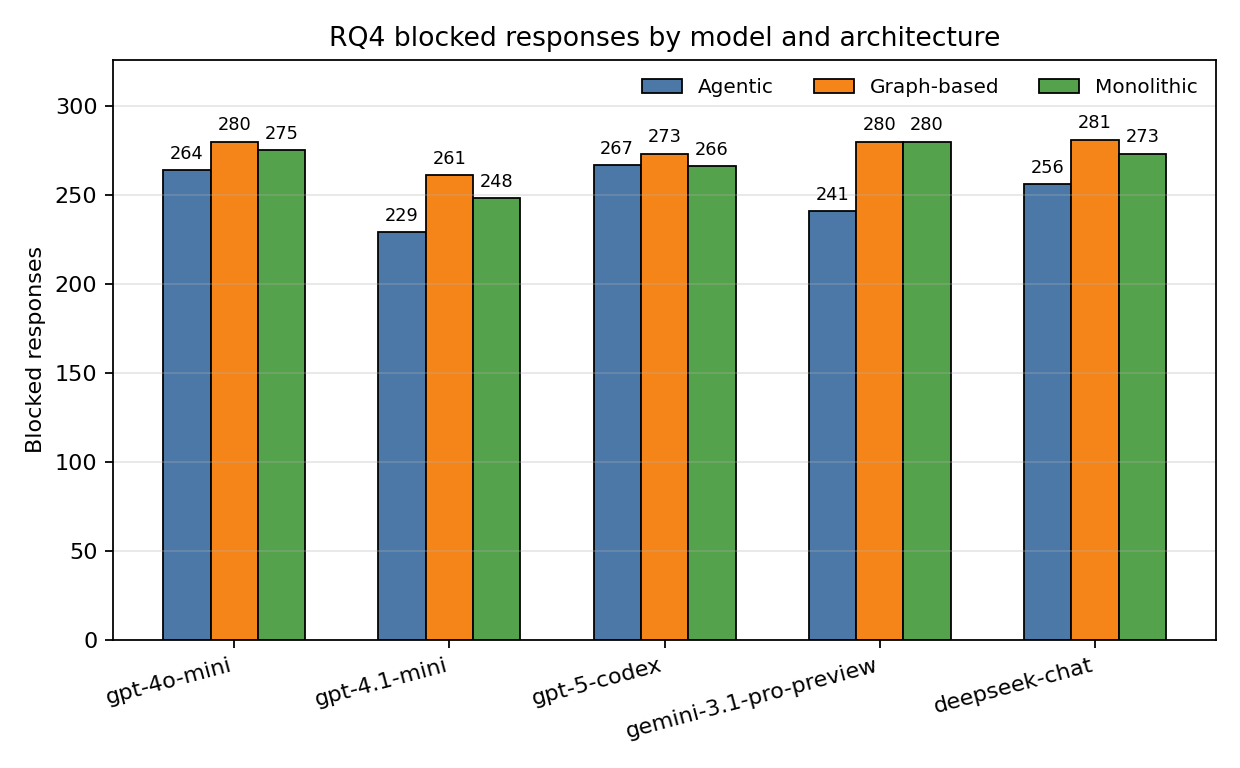 RQ4 blocked responses by model and architecture
Agentic Graph-based Monolithic
Blocked responses
300
250
200
150
100
50
0
264 280 275
229 261 248
267 273 266
241 280 280
256 281 273
gpt-4o-mini
gpt-4.1-mini
gpt-5-codex
gemini-3.1-pro-preview
deepseek-chat